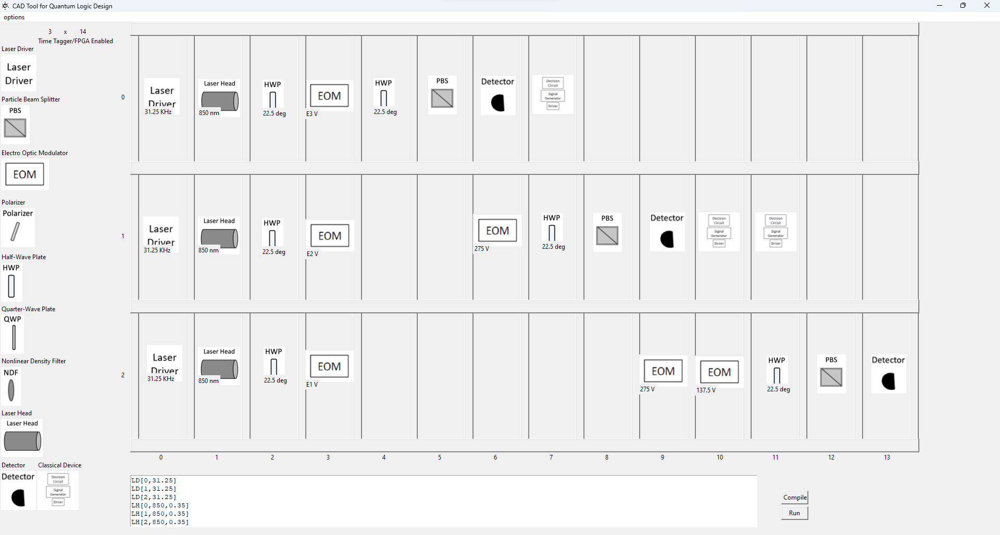 CAD Tool for Quantum Logic Design
options
3 x 14
Time Tagger/FPGA Enabled
Laser Driver
Laser
Driver
Particle Beam Splitter
PBS
Electro Optic Modulator
EOM
Polarizer
Polarizer
Half-Wave Plate
HWP
Quarter-Wave Plate
QWP
Nonlinear Density Filter
NDF
Laser Head
Laser Head
Detector Classical Device
Detector
Decision
Circuit
Signal
Generator
Driver
0
Laser
Driver
31.25 KHz
Laser Head
850 nm
HWP
22.5 deg
EOM
E3 V
HWP
22.5 deg
PBS
Detector
Decision
Circuit
Signal
Generator
Driver
1
Laser
Driver
31.25 KHz
Laser Head
850 nm
HWP
22.5 deg
EOM
E2 V
EOM
275 V
HWP
22.5 deg
PBS
Detector
Decision
Circuit
Signal
Generator
Driver
Decision
Circuit
Signal
Generator
Driver
2
Laser
Driver
31.25 KHz
Laser Head
850 nm
HWP
22.5 deg
EOM
E1 V
EOM
275 V
EOM
137.5 V
HWP
22.5 deg
PBS
Detector
0 1 2 3 4 5 6 7 8 9 10 11 12 13
LD[0,31.25]
LD[1,31.25]
LD[2,31.25]
LH[0,850,0.35]
LH[1,850,0.35]
LH[2,850,0.35]
Compile
Run